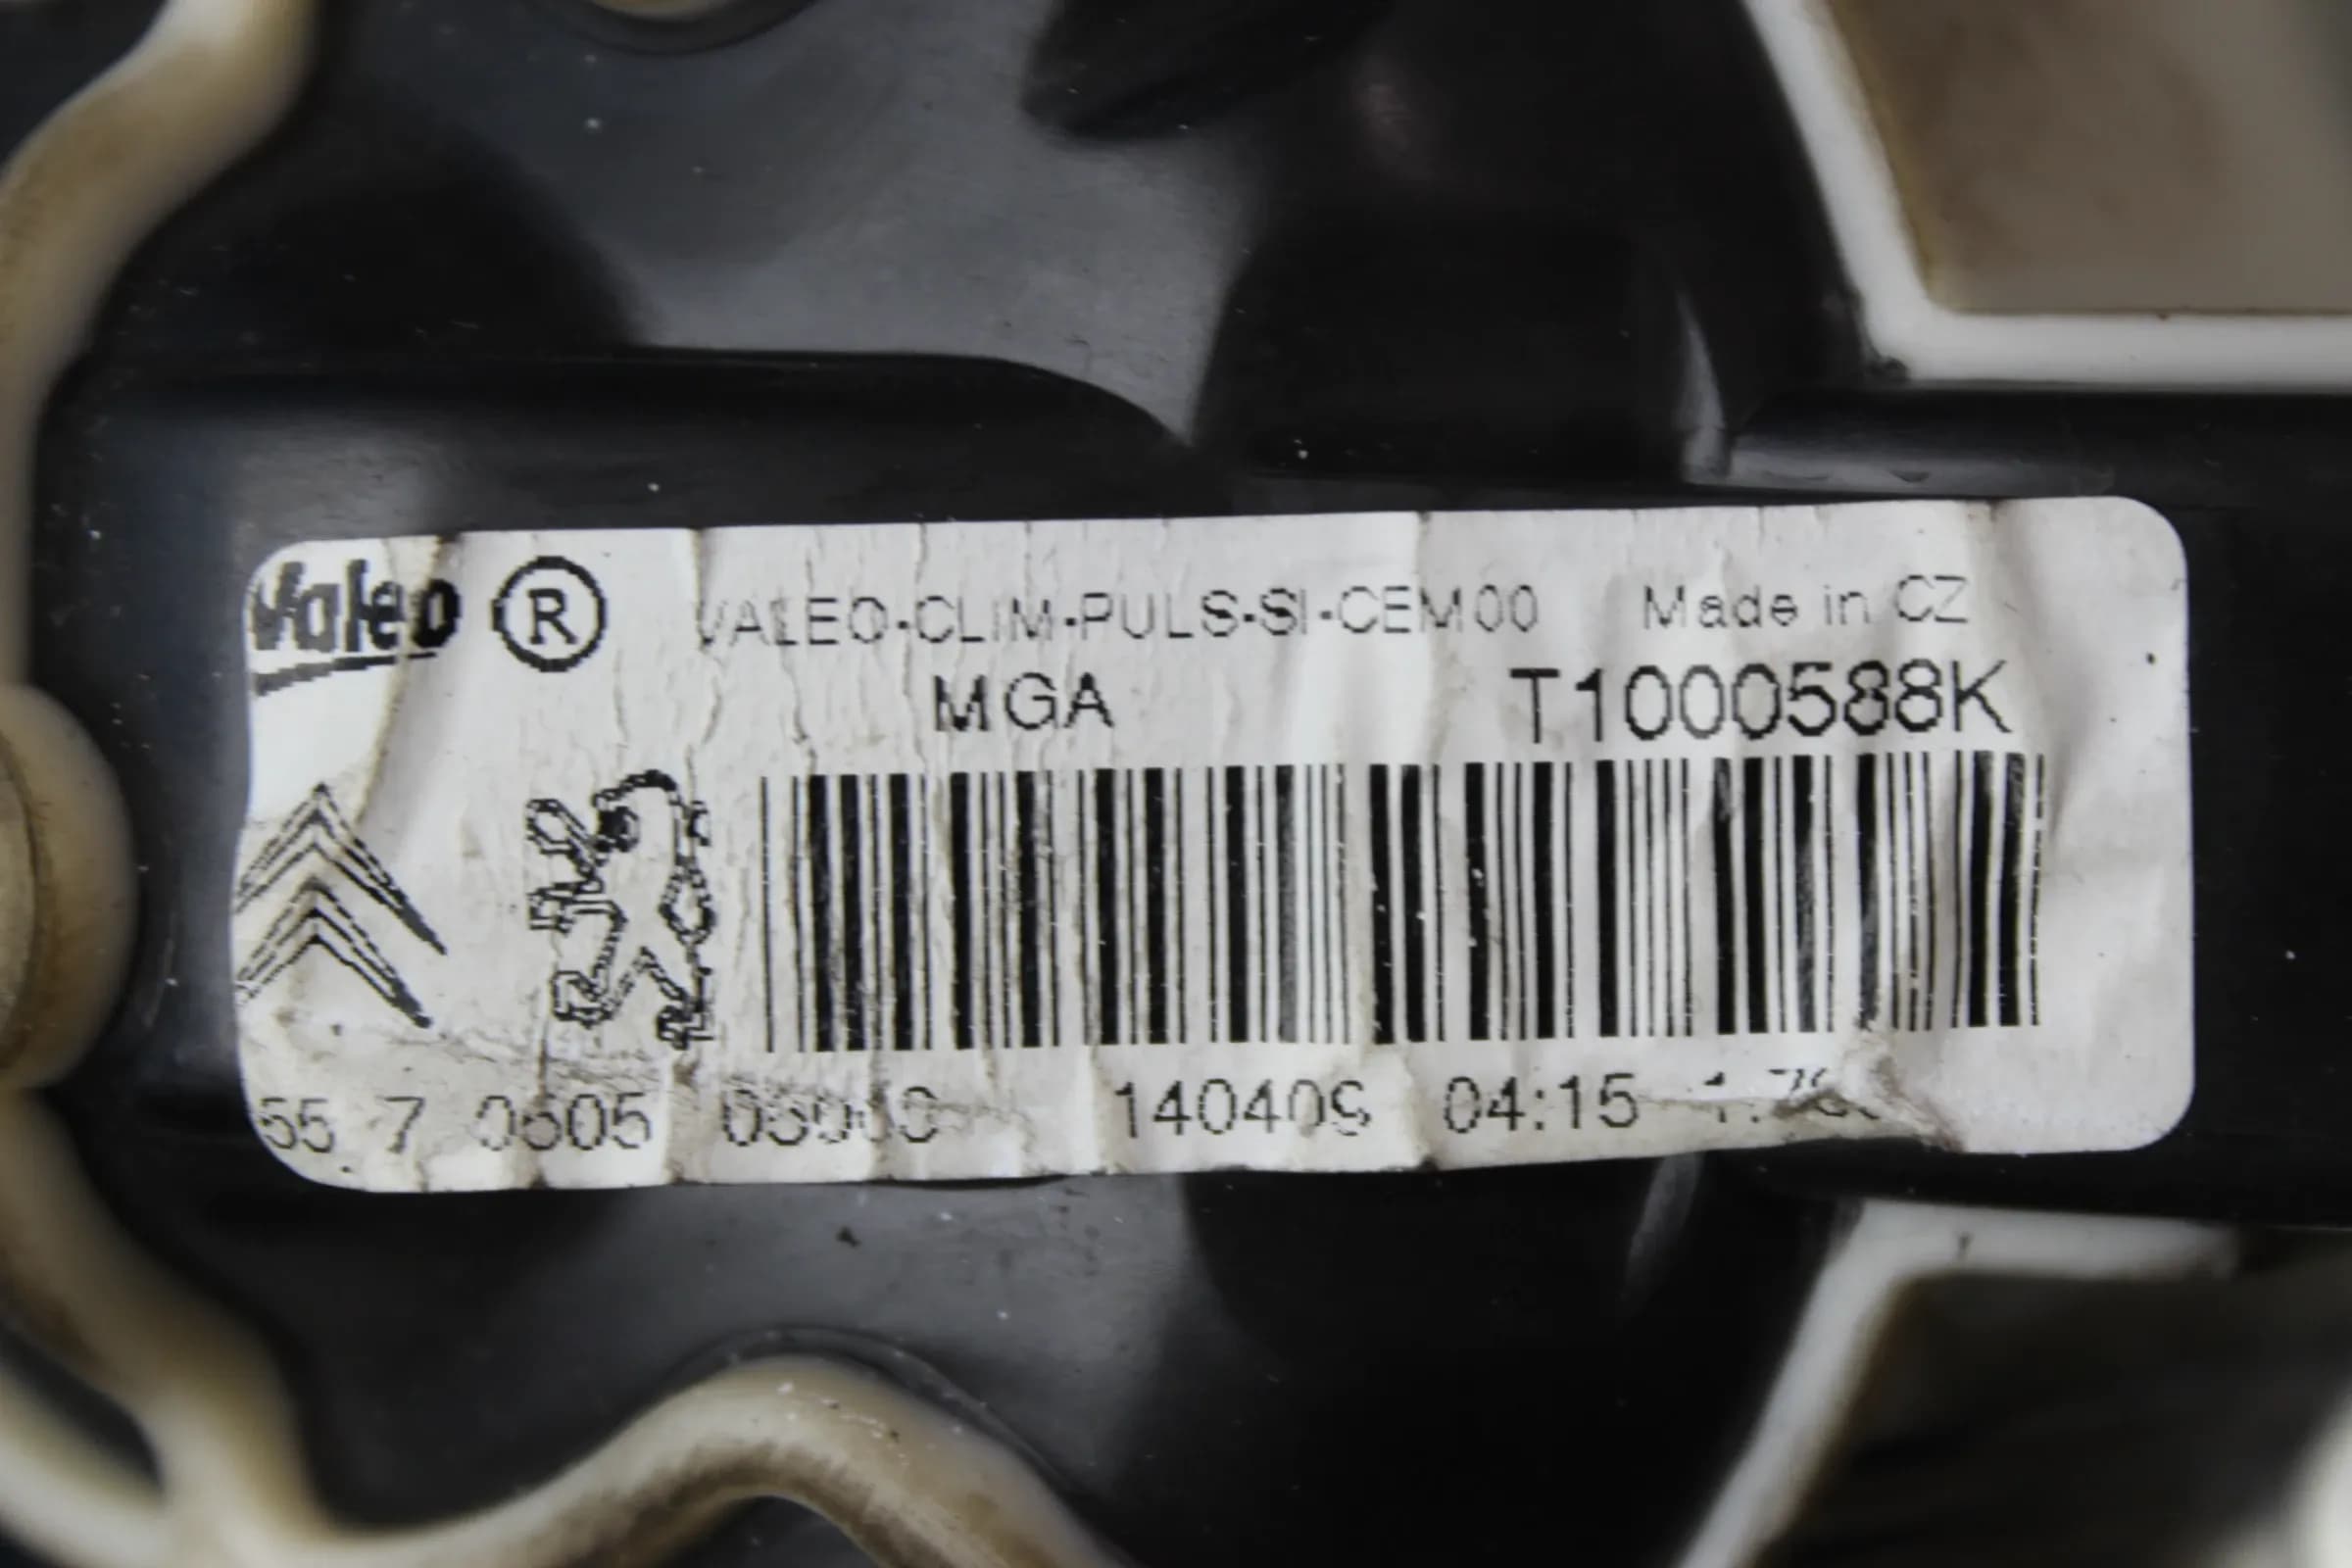 Valeo ® VALEO-CLIM-PULS-SI-CEM00 Made in CZ
MGA T1000588K
55 7 0605 140409 04:15